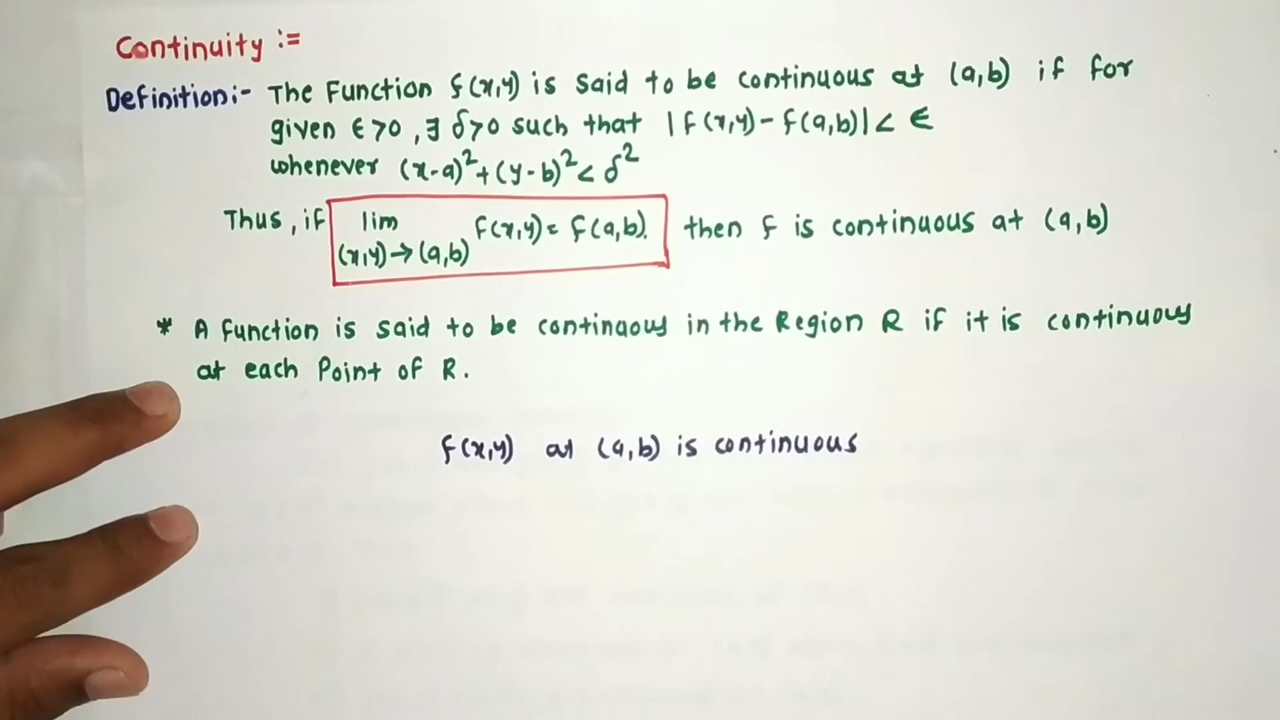 Continuity :=
Definition:- The Function f(x,y) is said to be continuous at (a,b) if for
given ϵ>0, ∃ δ>0 such that |f(x,y)-f(a,b)|< ϵ
whenever (x-a)²+(y-b)²< δ²
Thus, if lim f(x,y)= f(a,b). then f is continuous at (a,b)
(x,y)→(a,b)
* A function is said to be continuous in the Region R if it is continuous
at each Point of R.
f(x,y) at (a,b) is continuous